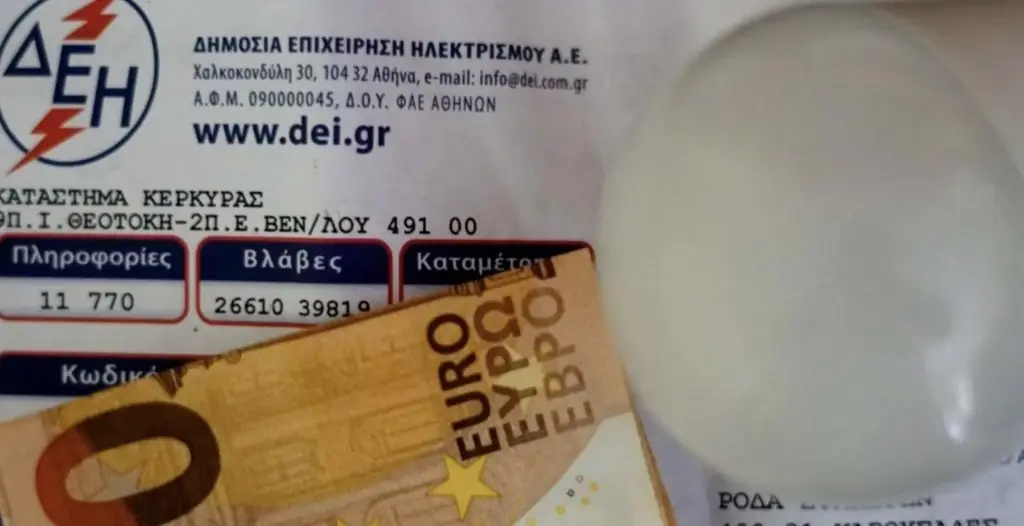 ΔΕΗ
ΔΗΜΟΣΙΑ ΕΠΙΧΕΙΡΗΣΗ ΗΛΕΚΤΡΙΣΜΟΥ Α.Ε.
Χαλκοκονδύλη 30, 104 32 Αθήνα, e-mail: info@dei.com.gr
Α.Φ.Μ. 090000045, Δ.Ο.Υ. ΦΑΕ ΑΘΗΝΩΝ
www.dei.gr
ΚΑΤΑΣΤΗΜΑ ΚΕΡΚΥΡΑΣ
Π.Ι.ΘΕΟΤΟΚΗ-2Π.Ε.ΒΕΝ/ΛΟΥ 491 00
Πληροφορίες Βλάβες
11 770 26610 39819
0
EURO
ΕΥΡΩ
ЕВРО
ΡΟΔΑ